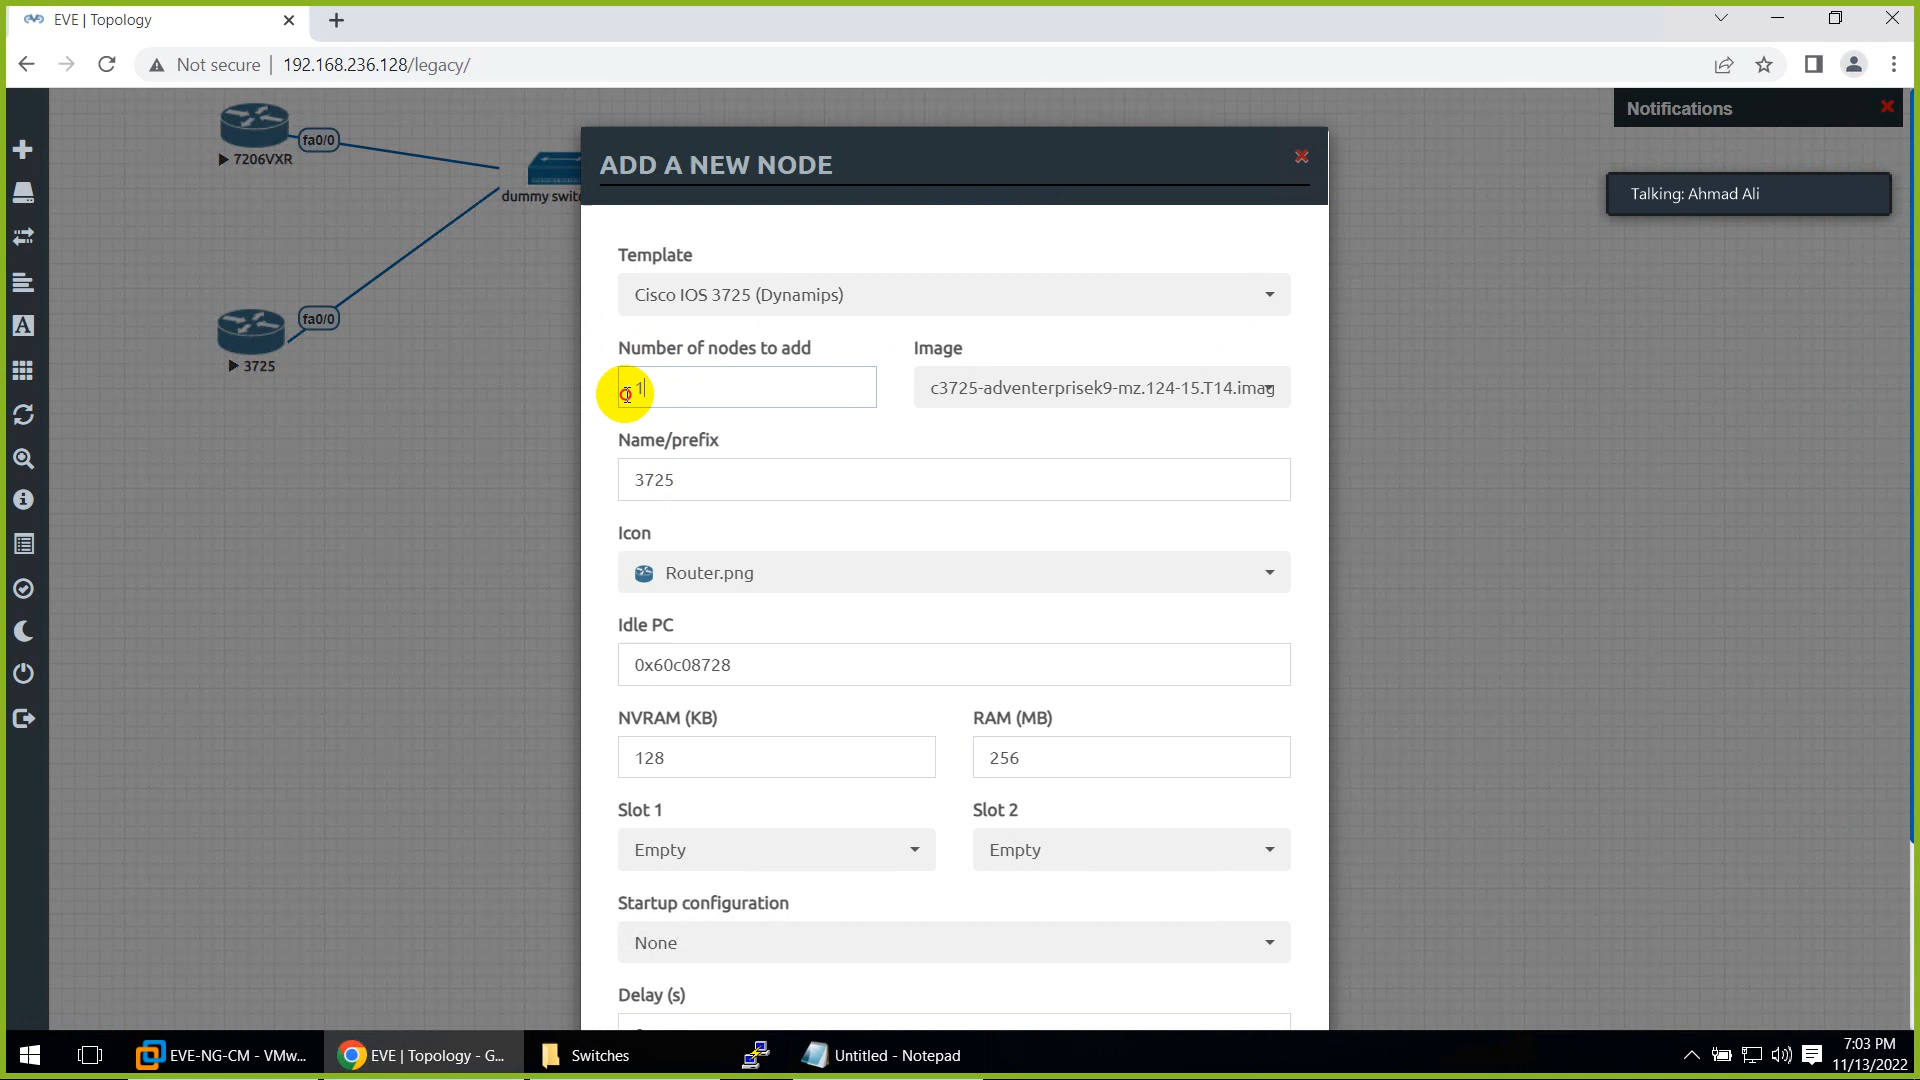 EVE | Topology
Not secure
192.168.236.128/legacy/
Notifications
fa0/0
7206VXR
ADD A NEW NODE
dummy swit
Talking: Ahmad Ali
Template
Cisco IOS 3725 (Dynamips)
fa0/0
3725
Number of nodes to add
Image
1
c3725-adventerprisek9-mz.124-15.T14.imag
Name/prefix
3725
Icon
Router.png
Idle PC
0x60c08728
NVRAM (KB)
RAM (MB)
128
256
Slot 1
Slot 2
Empty
Empty
Startup configuration
None
Delay (s)
EVE-NG-CM - VMw...
EVE | Topology - G...
Switches
Untitled - Notepad
7:03 PM
11/13/2022